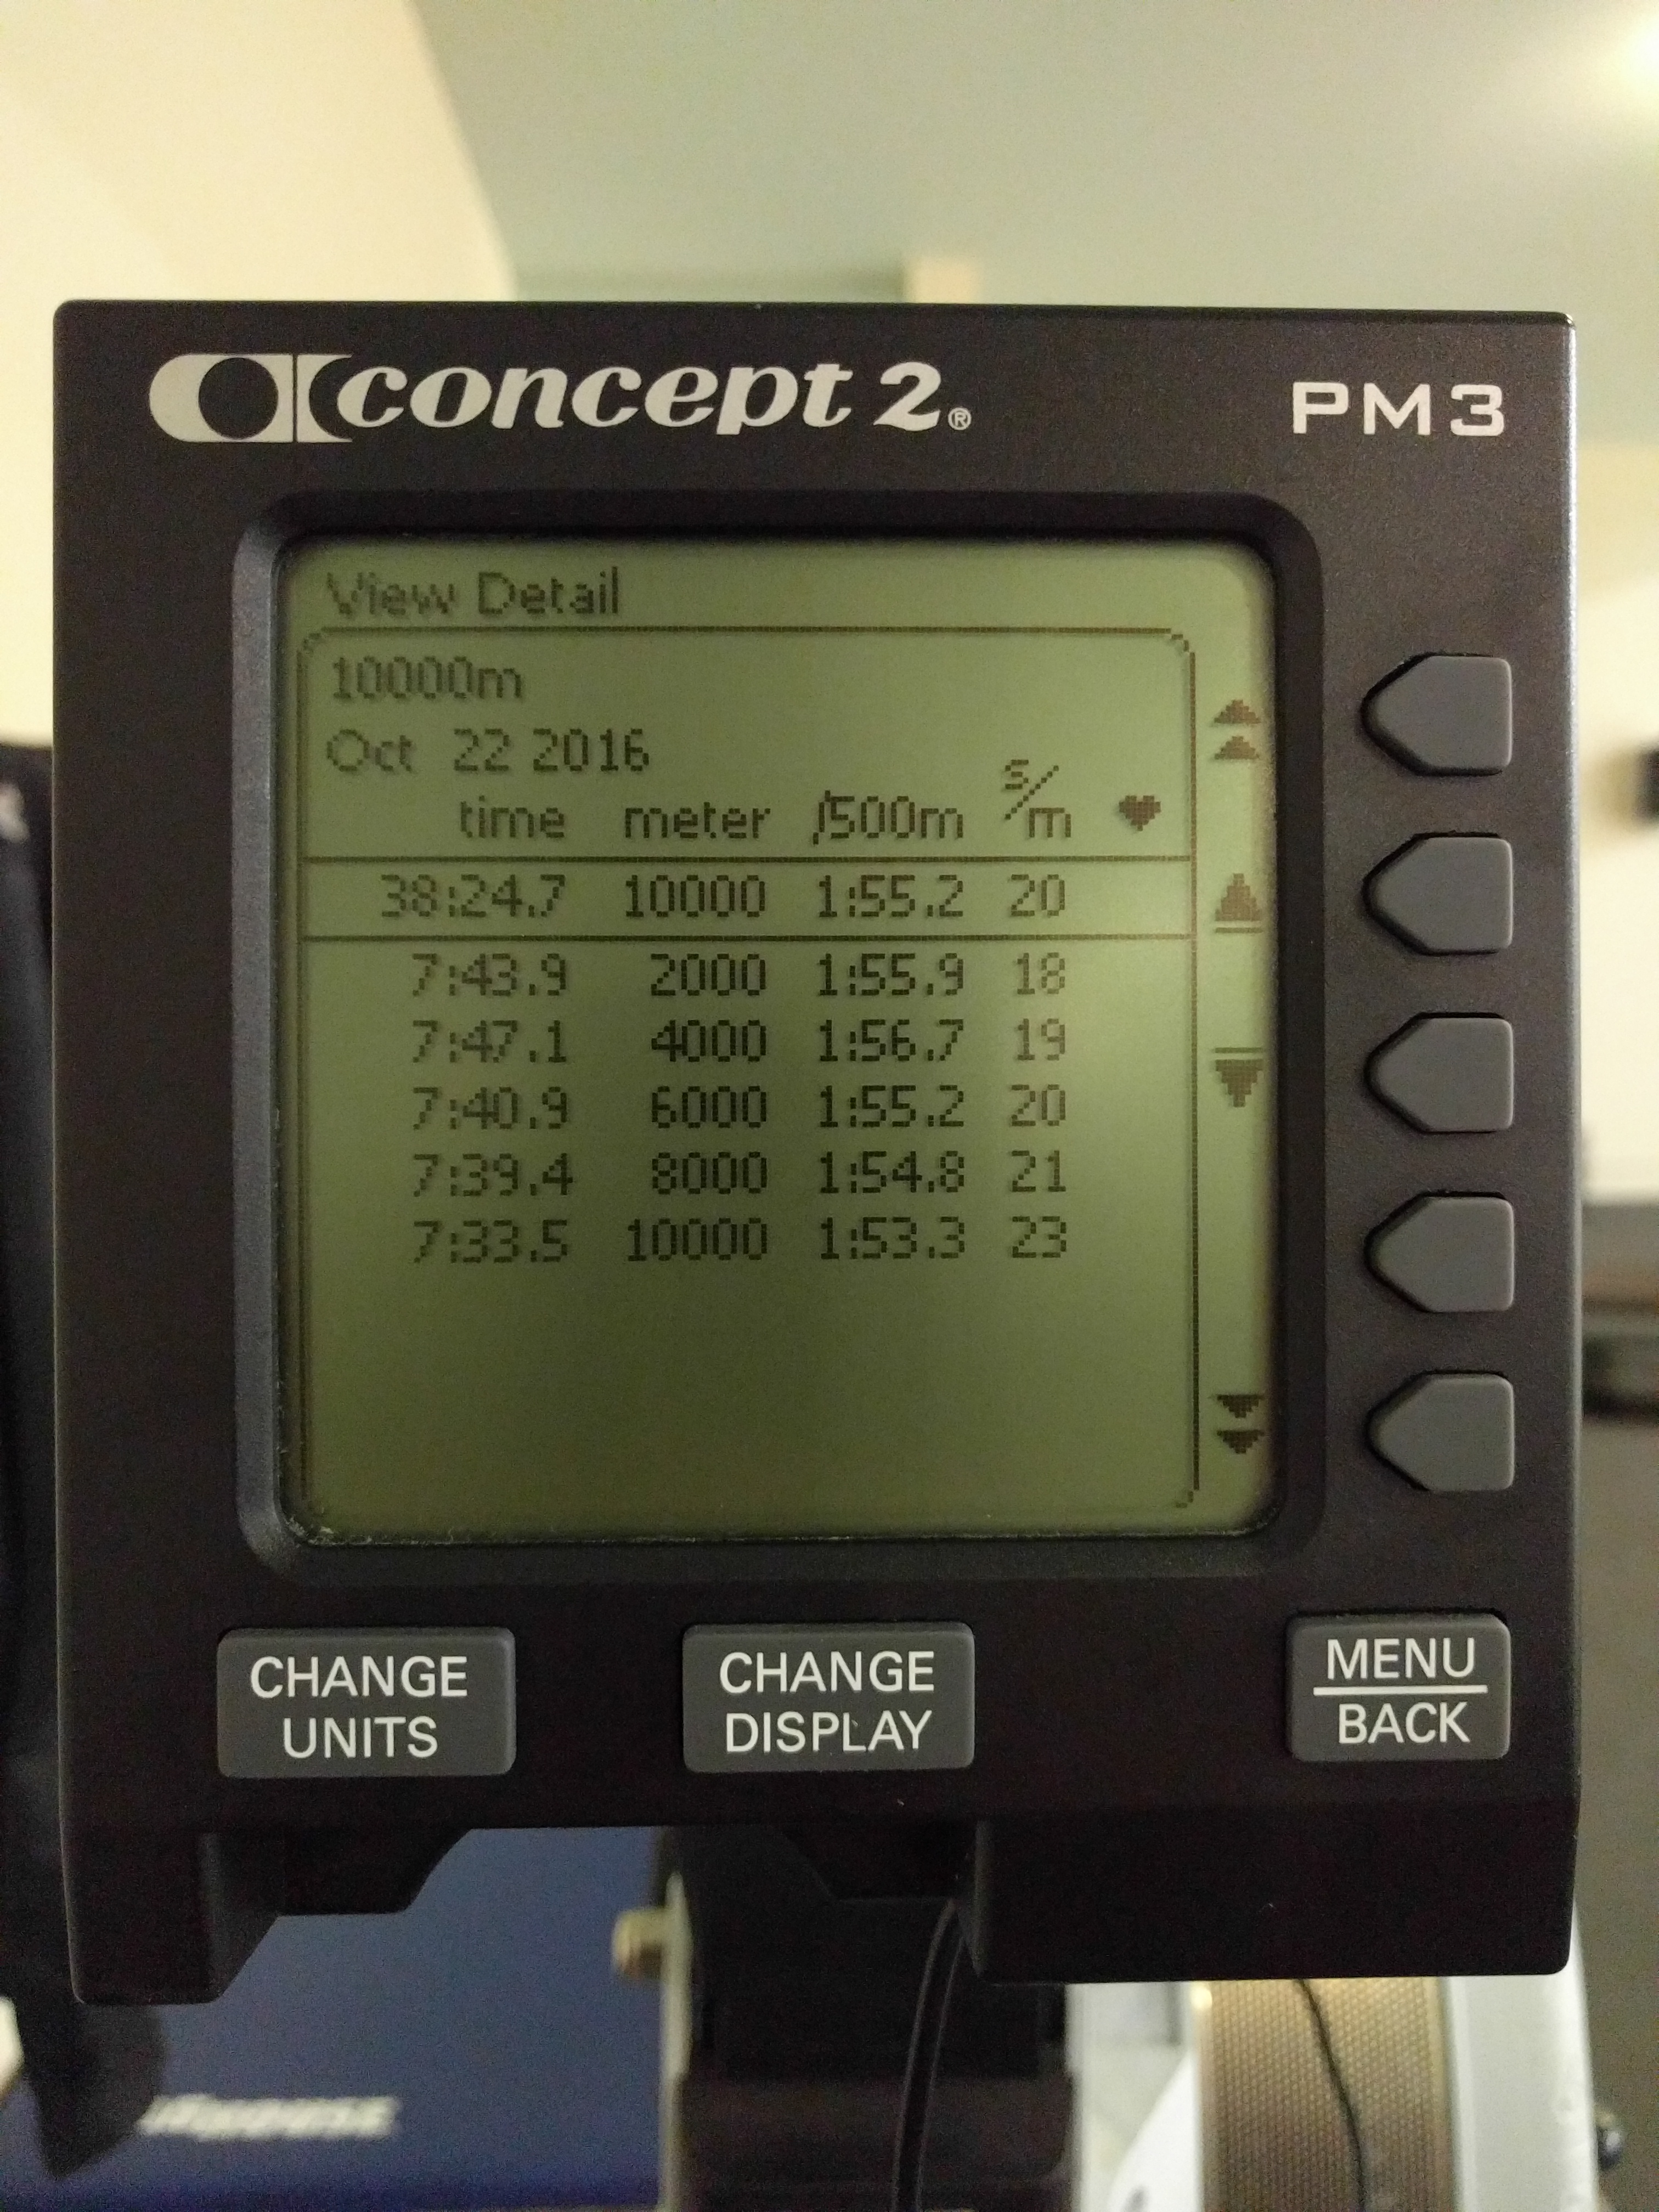 concept 2® PM3
View Detail
10000m
Oct 22 2016
time meter /500m s/m ♥
38:24.7 10000 1:55.2 20
7:43.9 2000 1:55.9 18
7:47.1 4000 1:56.7 19
7:40.9 6000 1:55.2 20
7:39.4 8000 1:54.8 21
7:33.5 10000 1:53.3 23
CHANGE
UNITS
CHANGE
DISPLAY
MENU
BACK